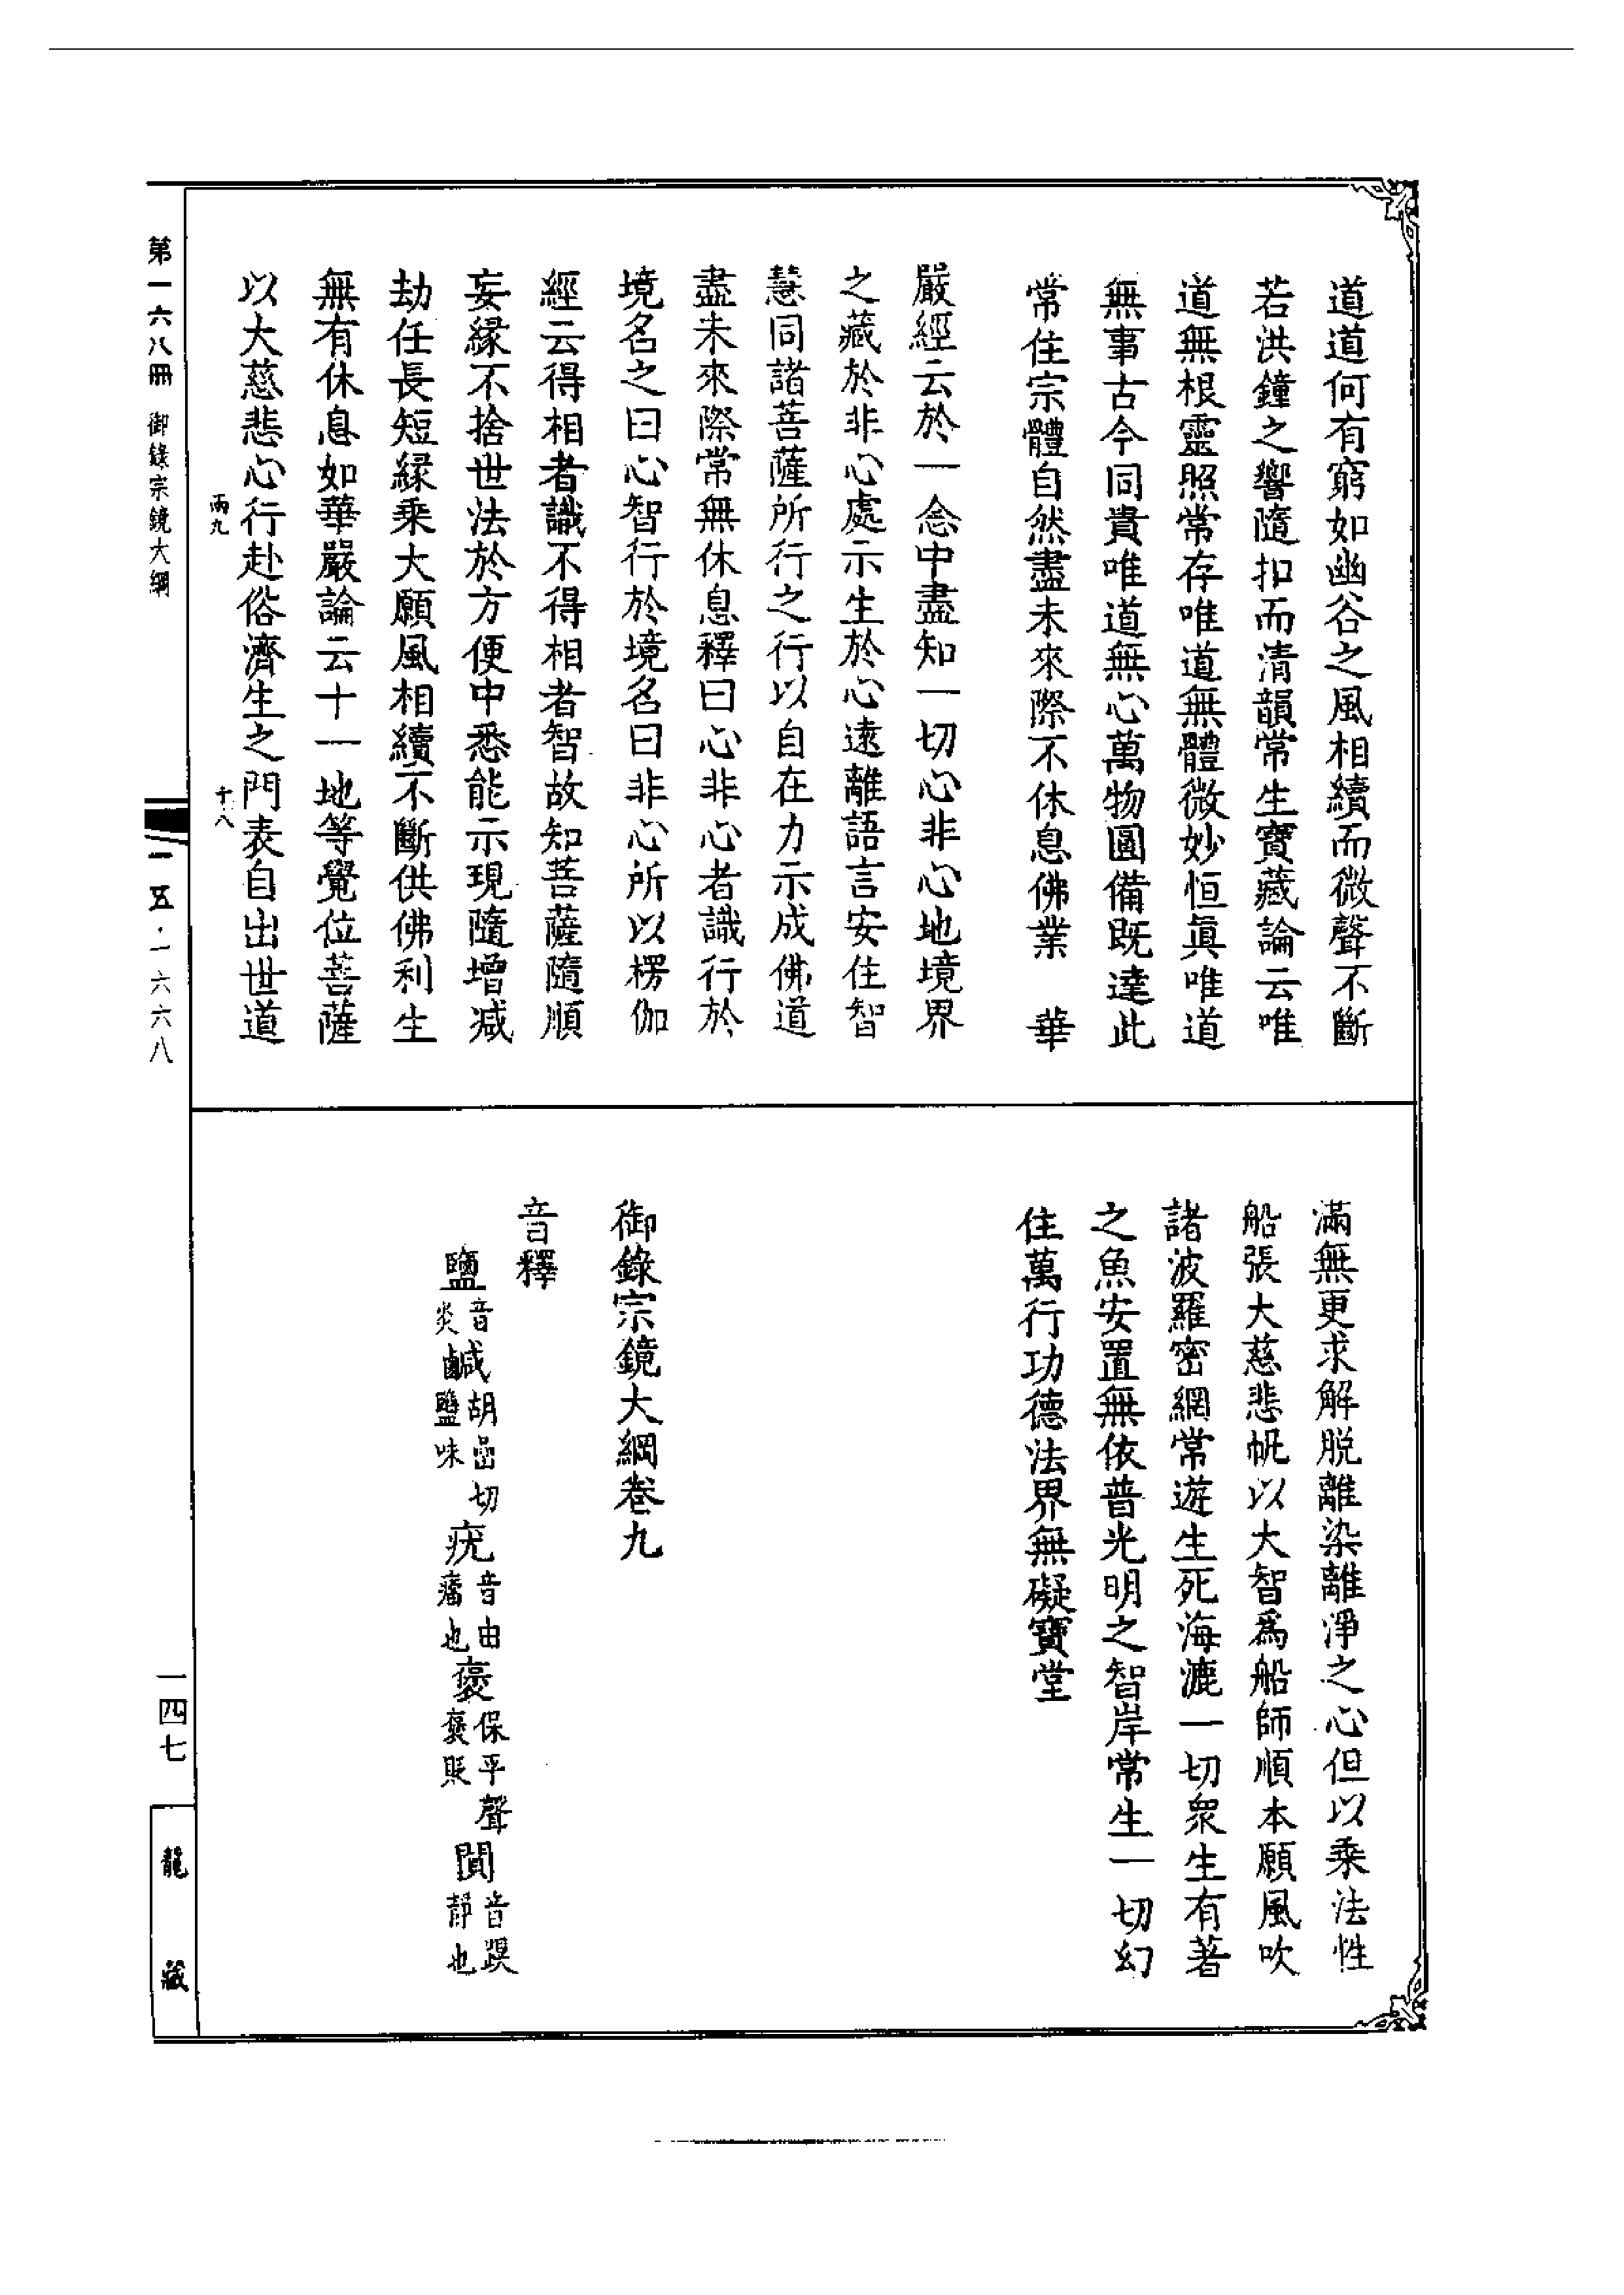 道道何有窮如幽谷之風相續而微聲不斷
若洪鐘之響隨扣而清韻常生寶藏論云唯
道無根靈照常存唯道無體微妙恒眞唯道
無事古今同貴唯道無心萬物圓備既達此
常住宗體自然盡未來際不休息佛業　華
嚴經云於一念中盡知一切心非心地境界
之藏於非心處示生於心遠離語言安住智
慧同諸菩薩所行之行以自在力示成佛道
盡未來際常無休息釋曰心非心者識行於
境名之曰心智行於境名曰非心所以楞伽
經云得相者識不得相者智故知菩薩隨順
妄緣不捨世法於方便中悉能示現隨增減
劫任長短緣乘大願風相續不斷供佛利生
無有休息如華嚴論云十一地等覺位菩薩
以大慈悲心行赴俗濟生之門表自出世道
兩九
十八
滿無更求解脫離染離淨之心但以乘法性
船張大慈悲帆以大智爲船師順本願風吹
諸波羅密網常遊生死海漉一切衆生有著
之魚安置無依普光明之智岸常生一切幻
住萬行功德法界無礙寶堂
御錄宗鏡大綱卷九
音釋
鹽音炎鹹胡嵒切鹽味疣音由瘤也褒保平聲褒貶闃音䦧靜也
第一六八冊　御錄宗鏡大綱
一五·一六六八
一四七
龍藏